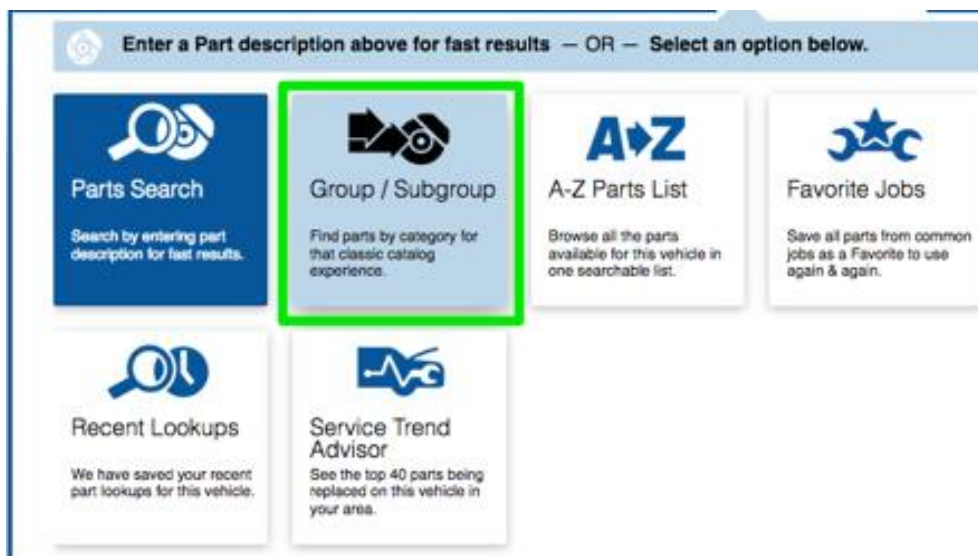 Enter a Part description above for fast results — OR — Select an option below.
Parts Search
Search by entering part
description for fast results.
Group / Subgroup
Find parts by category for
that classic catalog
experience.
A Z
A-Z Parts List
Browse all the parts
available for this vehicle in
one searchable list.
Favorite Jobs
Save all parts from common
jobs as a Favorite to use
again & again.
Recent Lookups
We have saved your recent
part lookups for this vehicle.
Service Trend
Advisor
See the top 40 parts being
replaced on this vehicle in
your area.